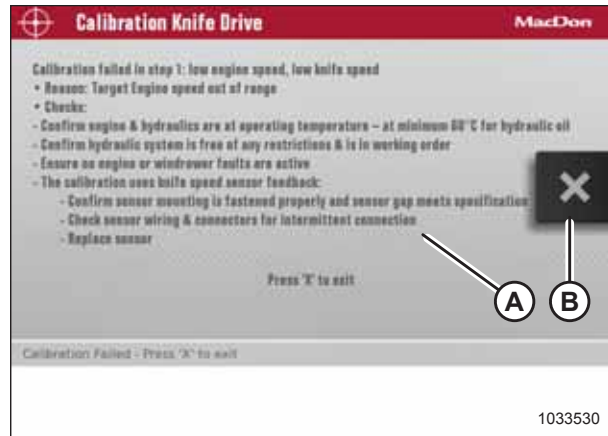 Calibration Knife Drive
MacDon
Calibration failed in step 1: low engine speed, low knife speed
• Reason: Target Engine speed out of range
• Checks:
- Confirm engine & hydraulics are at operating temperature – at minimum 60°C for hydraulic oil
- Confirm hydraulic system is free of any restrictions & is in working order
- Ensure no engine or windrower faults are active
- The calibration uses knife speed sensor feedback:
- Confirm sensor mounting is fastened properly and sensor gap meets specification
- Check sensor wiring & connectors for intermittent connection
- Replace sensor
Press 'X' to exit
A
B
Calibration Failed - Press 'X' to exit
1033530